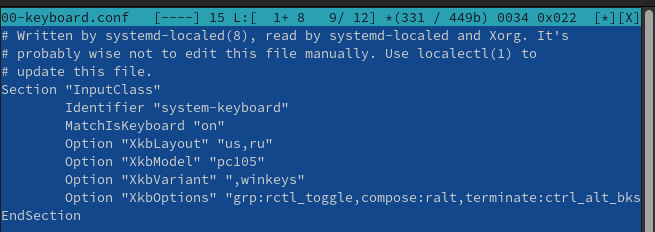 00-keyboard.conf   [----] 15 L:[  1+ 8   9/ 12] *(331 / 449b) 0034 0x022  [*][X]
# Written by systemd-localed(8), read by systemd-localed and Xorg. It's
# probably wise not to edit this file manually. Use localectl(1) to
# update this file.
Section "InputClass"
        Identifier "system-keyboard"
        MatchIsKeyboard "on"
        Option "XkbLayout" "us,ru"
        Option "XkbModel" "pc105"
        Option "XkbVariant" ",winkeys"
        Option "XkbOptions" "grp:rctl_toggle,compose:ralt,terminate:ctrl_alt_bks
EndSection